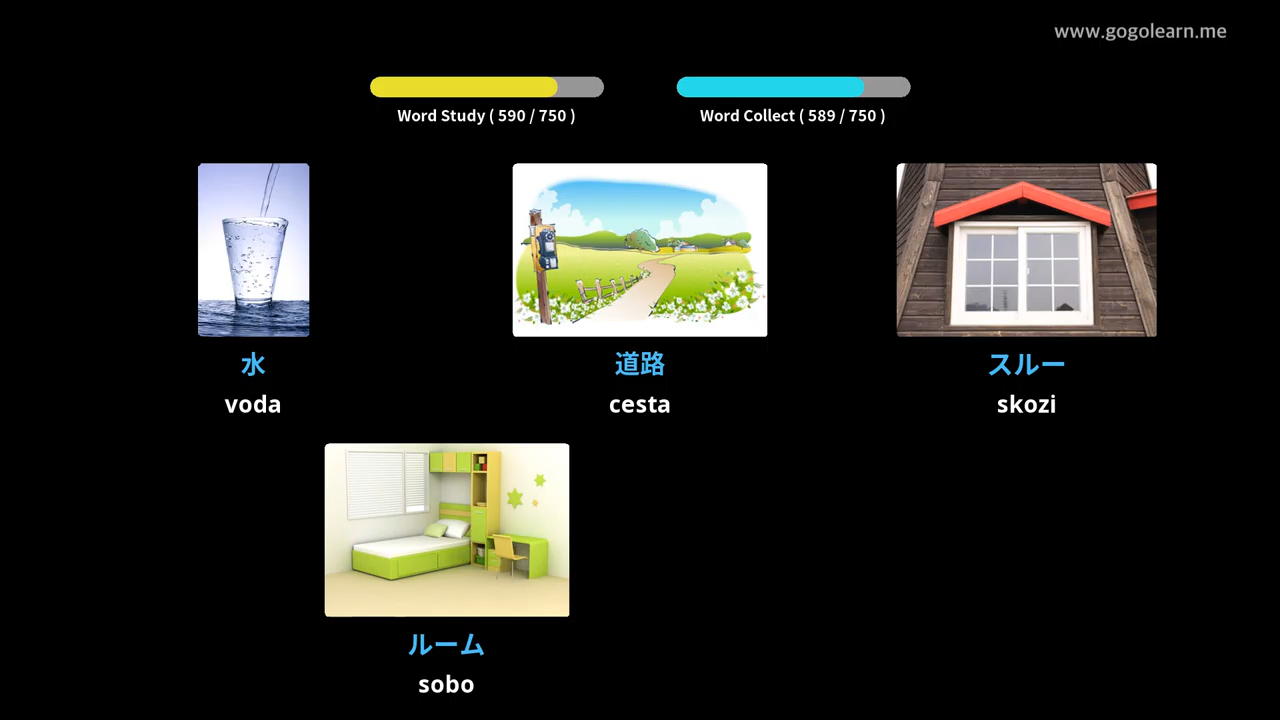 www.gogolearn.me
Word Study ( 590 / 750 )
Word Collect ( 589 / 750 )
水
voda
道路
cesta
スルー
skozi
ルーム
sobo